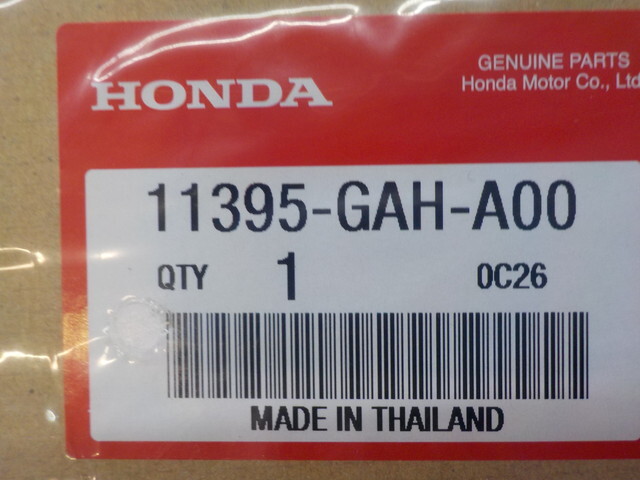 HONDA
GENUINE PARTS
Honda Motor Co., Ltd
11395-GAH-A00
QTY 1 0C26
MADE IN THAILAND